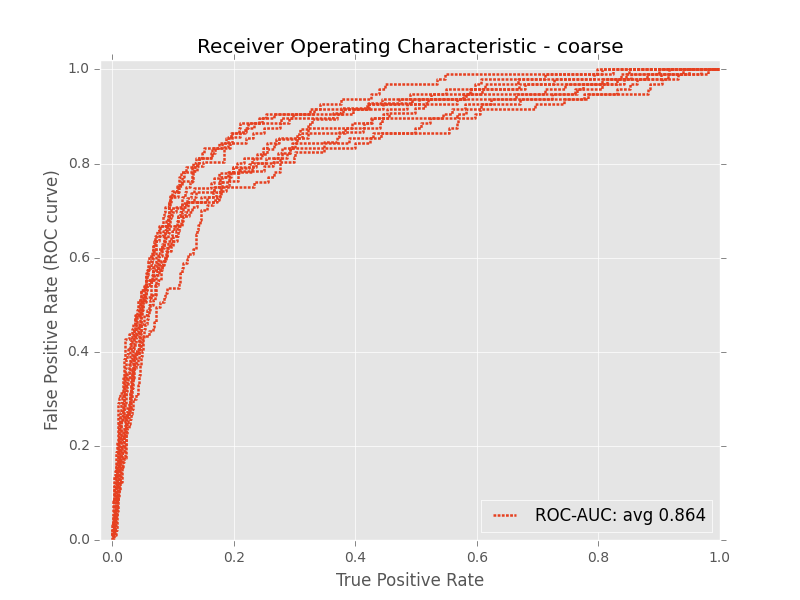 Receiver Operating Characteristic - coarse
1.0
0.8
0.6
0.4
0.2
0.0
False Positive Rate (ROC curve)
ROC-AUC: avg 0.864
0.0 0.2 0.4 0.6 0.8 1.0
True Positive Rate